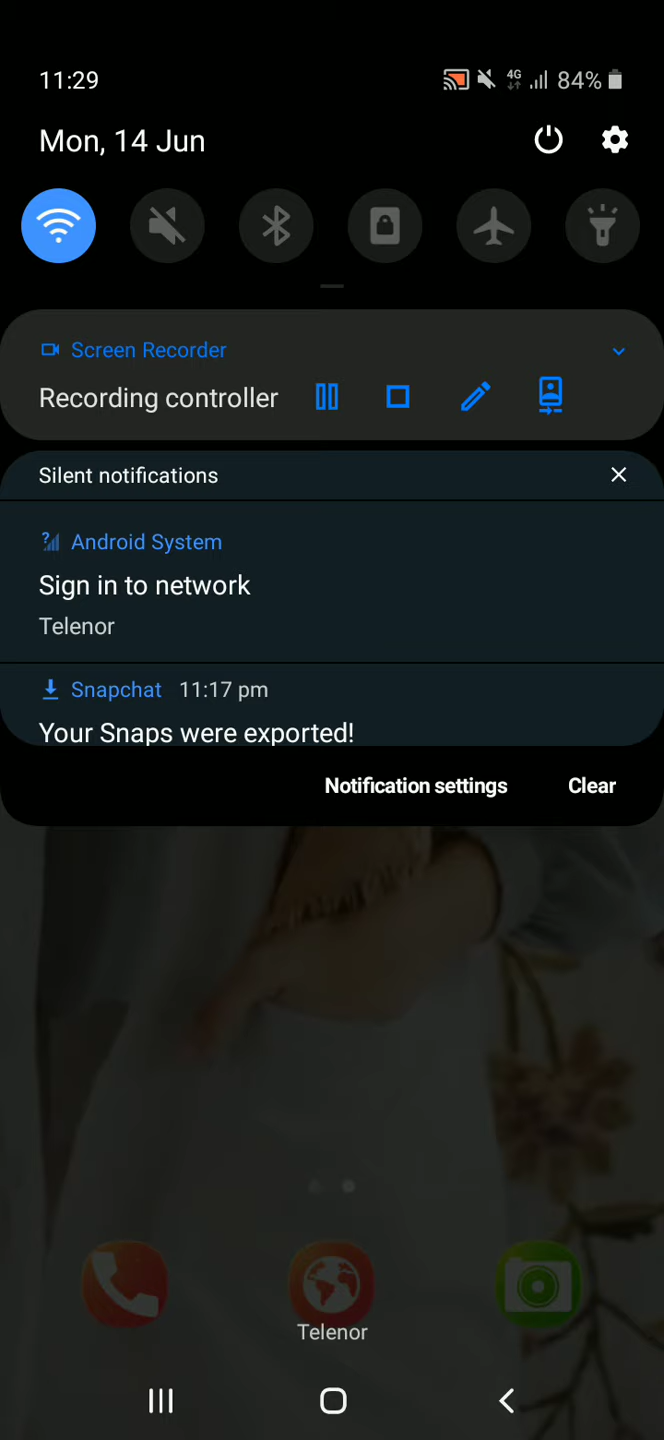 11:29
4G
84%
Mon, 14 Jun
Screen Recorder
Recording controller
Silent notifications
Android System
Sign in to network
Telenor
Snapchat 11:17 pm
Your Snaps were exported!
Notification settings Clear
Telenor